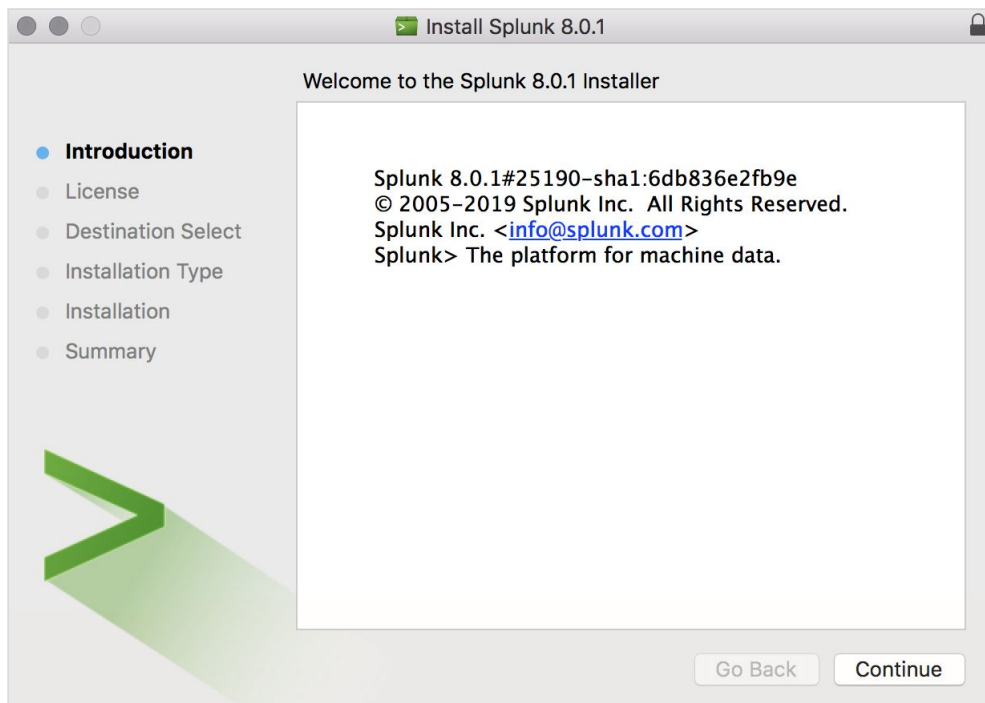 Install Splunk 8.0.1
Welcome to the Splunk 8.0.1 Installer
Introduction
License
Destination Select
Installation Type
Installation
Summary
Splunk 8.0.1#25190-sha1:6db836e2fb9e
© 2005-2019 Splunk Inc. All Rights Reserved.
Splunk Inc. <info@splunk.com>
Splunk> The platform for machine data.
Go Back
Continue